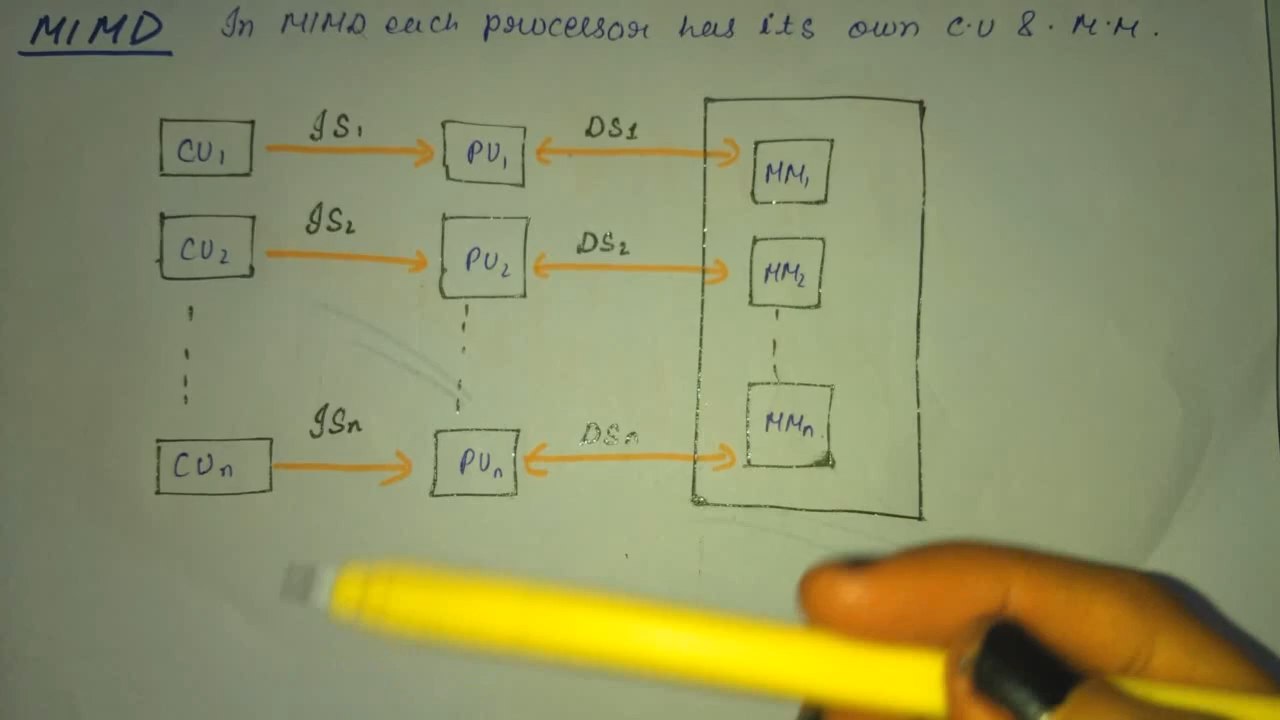 MIMD In MIMD each processor has its own C.U & M.M.
CU1 IS1 PU1 DS1 MM1
CU2 IS2 PU2 DS2 MM2
CUn ISn PUn DSn MMn